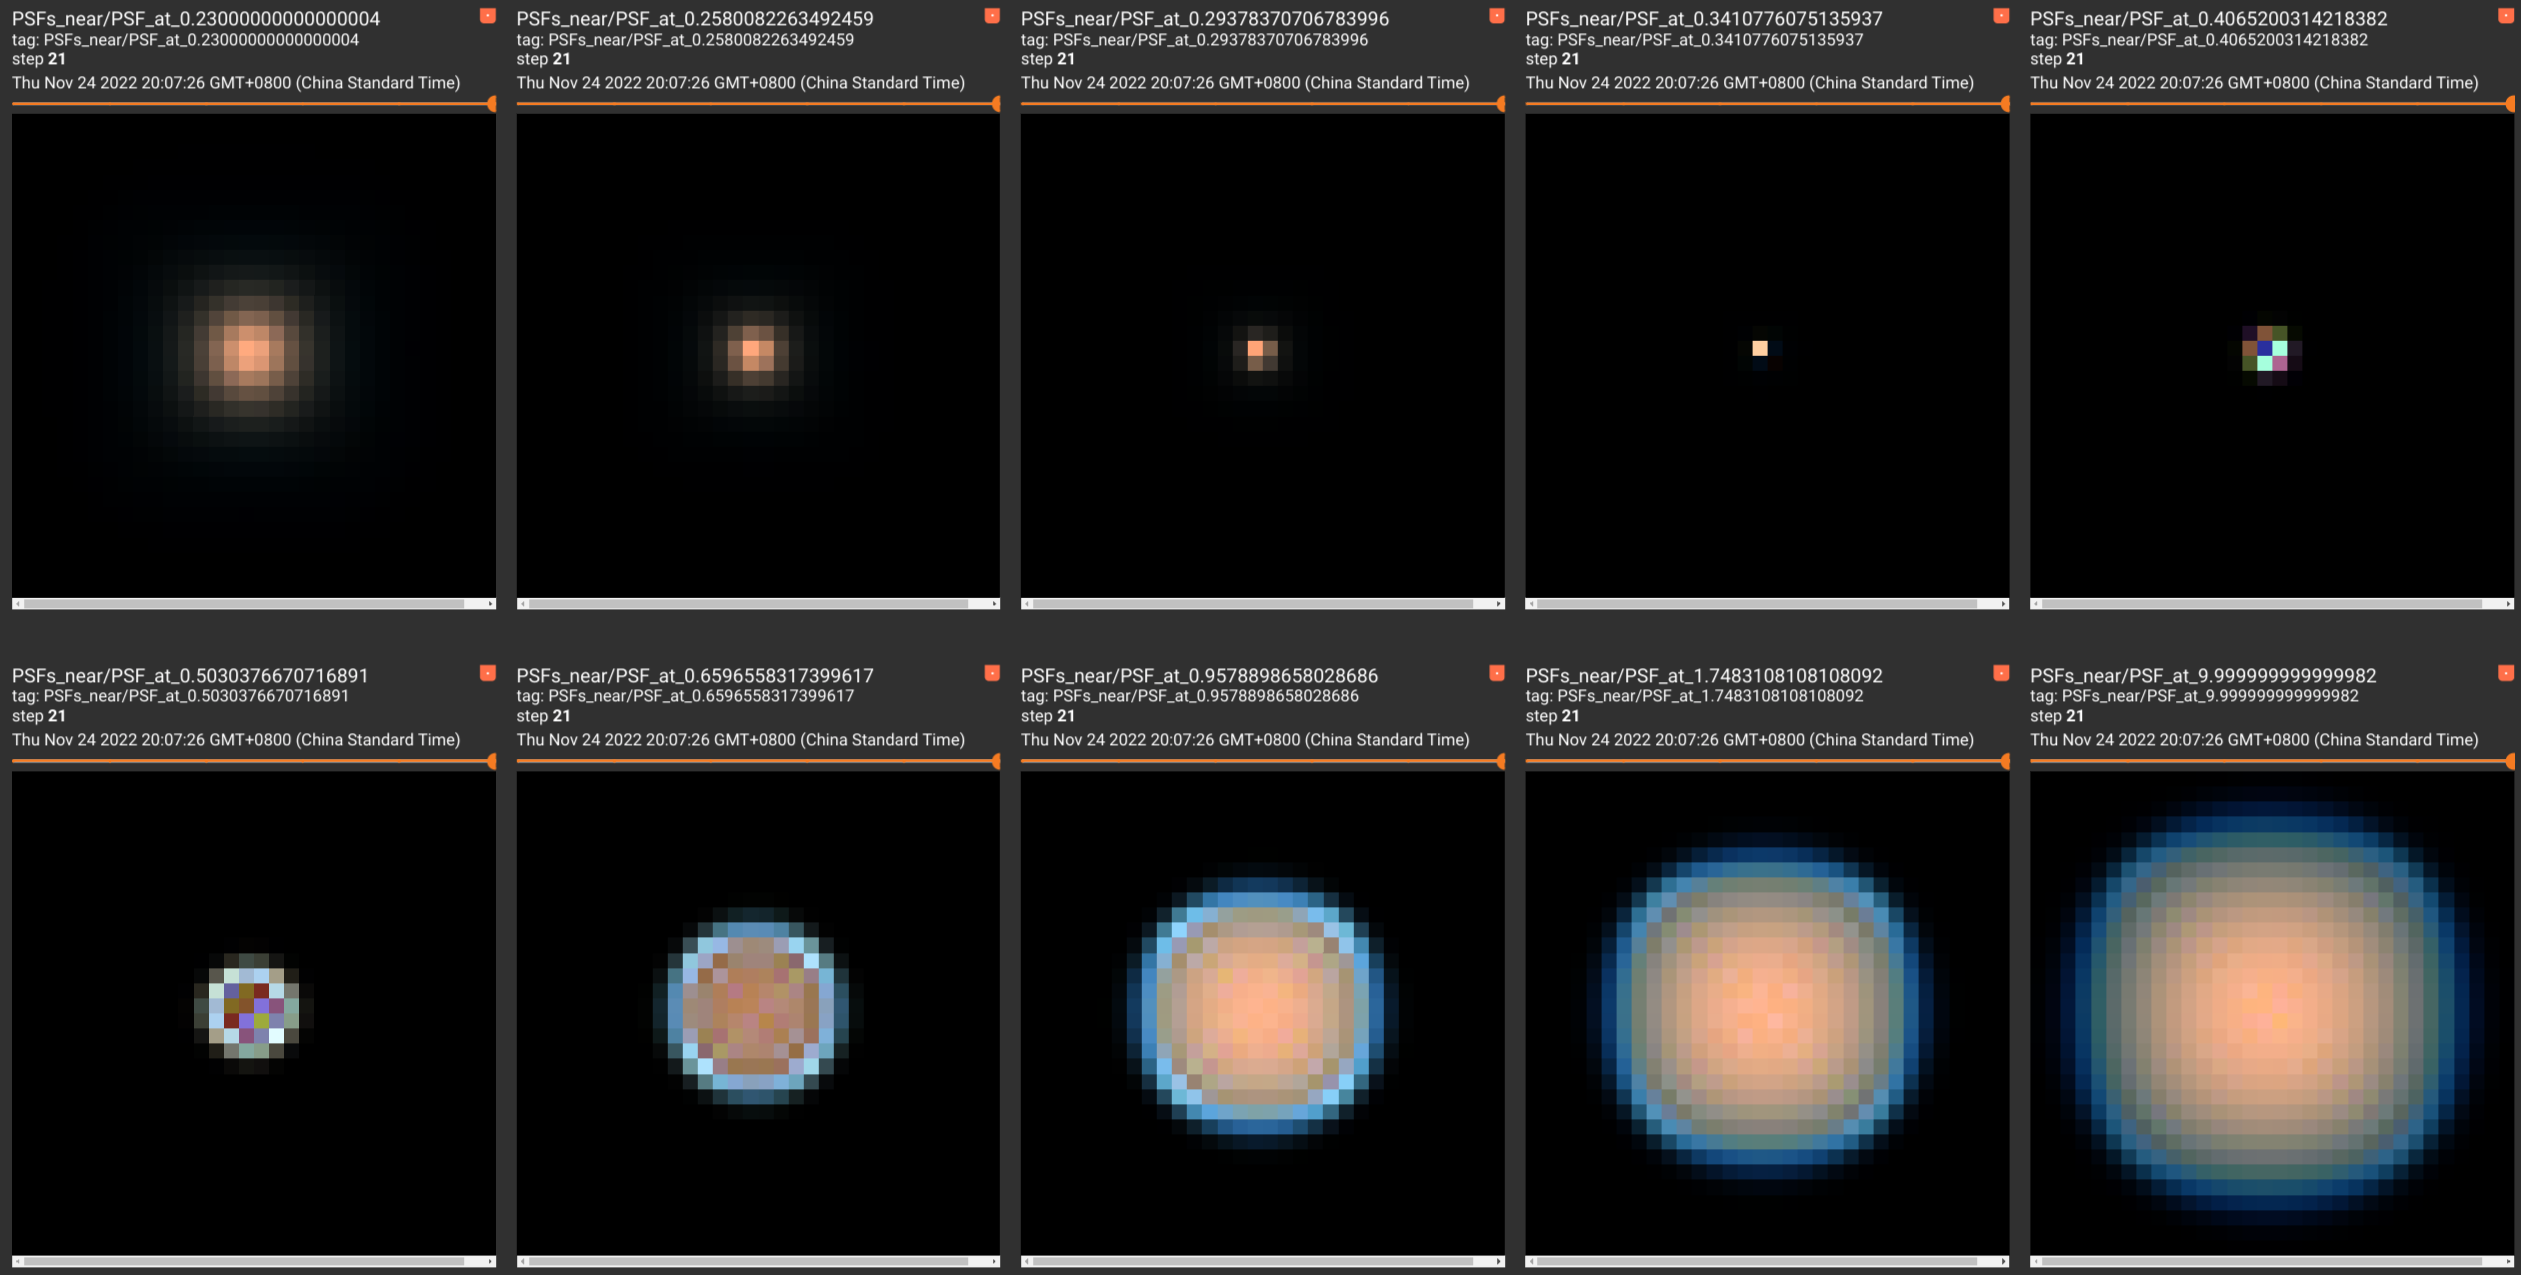 PSFs_near/PSF_at_0.23000000000000004
tag: PSFs_near/PSF_at_0.23000000000000004
step 21
Thu Nov 24 2022 20:07:26 GMT+0800 (China Standard Time)
PSFs_near/PSF_at_0.2580082263492459
tag: PSFs_near/PSF_at_0.2580082263492459
step 21
Thu Nov 24 2022 20:07:26 GMT+0800 (China Standard Time)
PSFs_near/PSF_at_0.29378370706783996
tag: PSFs_near/PSF_at_0.29378370706783996
step 21
Thu Nov 24 2022 20:07:26 GMT+0800 (China Standard Time)
PSFs_near/PSF_at_0.3410776075135937
tag: PSFs_near/PSF_at_0.3410776075135937
step 21
Thu Nov 24 2022 20:07:26 GMT+0800 (China Standard Time)
PSFs_near/PSF_at_0.4065200314218382
tag: PSFs_near/PSF_at_0.4065200314218382
step 21
Thu Nov 24 2022 20:07:26 GMT+0800 (China Standard Time)
PSFs_near/PSF_at_0.5030376670716891
tag: PSFs_near/PSF_at_0.5030376670716891
step 21
Thu Nov 24 2022 20:07:26 GMT+0800 (China Standard Time)
PSFs_near/PSF_at_0.6596558317399617
tag: PSFs_near/PSF_at_0.6596558317399617
step 21
Thu Nov 24 2022 20:07:26 GMT+0800 (China Standard Time)
PSFs_near/PSF_at_0.9578898658028686
tag: PSFs_near/PSF_at_0.9578898658028686
step 21
Thu Nov 24 2022 20:07:26 GMT+0800 (China Standard Time)
PSFs_near/PSF_at_1.7483108108108092
tag: PSFs_near/PSF_at_1.7483108108108092
step 21
Thu Nov 24 2022 20:07:26 GMT+0800 (China Standard Time)
PSFs_near/PSF_at_9.999999999999982
tag: PSFs_near/PSF_at_9.999999999999982
step 21
Thu Nov 24 2022 20:07:26 GMT+0800 (China Standard Time)